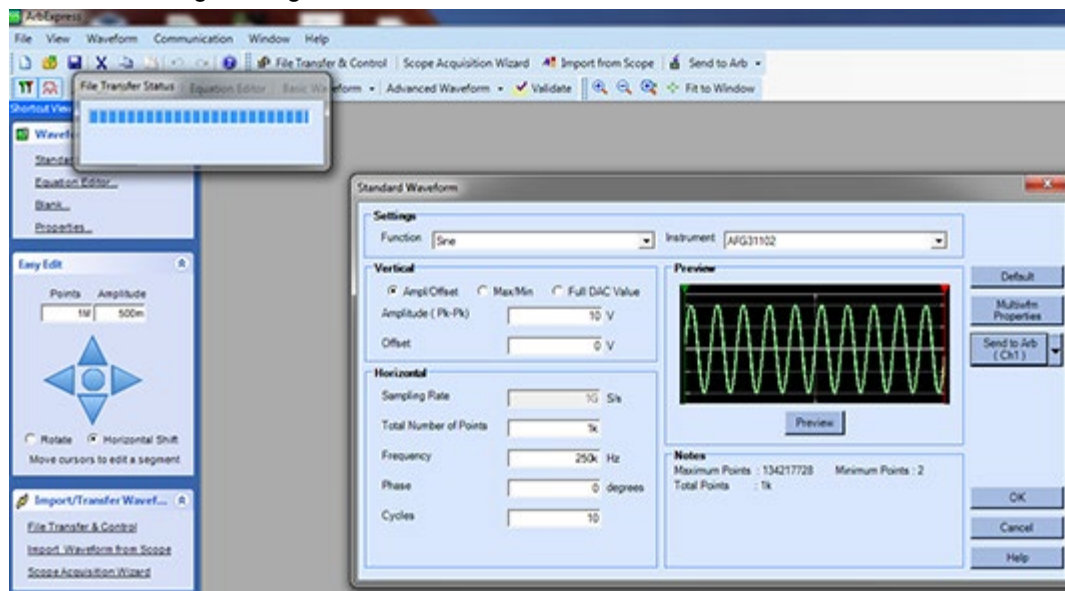 ArbExpress
File View Waveform Communication Window Help
File Transfer & Control Scope Acquisition Wizard Import from Scope Send to Arb
File Transfer Status Equation Editor Basic Waveform Advanced Waveform Validate Fit to Window
Shortcut View
Equation Editor...
Blank...
Properties...
Easy Edit
Points Amplitude
1M 500m
Rotate Horizontal Shift
Move cursors to edit a segment
Import/Transfer Wavef...
File Transfer & Control
Import Waveform from Scope
Scope Acquisition Wizard
Standard Waveform
Settings
Function Sine Instrument AFG31102
Vertical
Ampl/Offset Max/Min Full DAC Value
Amplitude ( Pk-Pk) 10 V
Offset 0 V
Horizontal
Sampling Rate 1G S/s
Total Number of Points 1k
Frequency 250k Hz
Phase 0 degrees
Cycles 10
Preview
Preview
Notes
Maximum Points : 134217728 Minimum Points : 2
Total Points : 1k
Default
Multiwfm
Properties
Send to Arb
( Ch1 )
OK
Cancel
Help